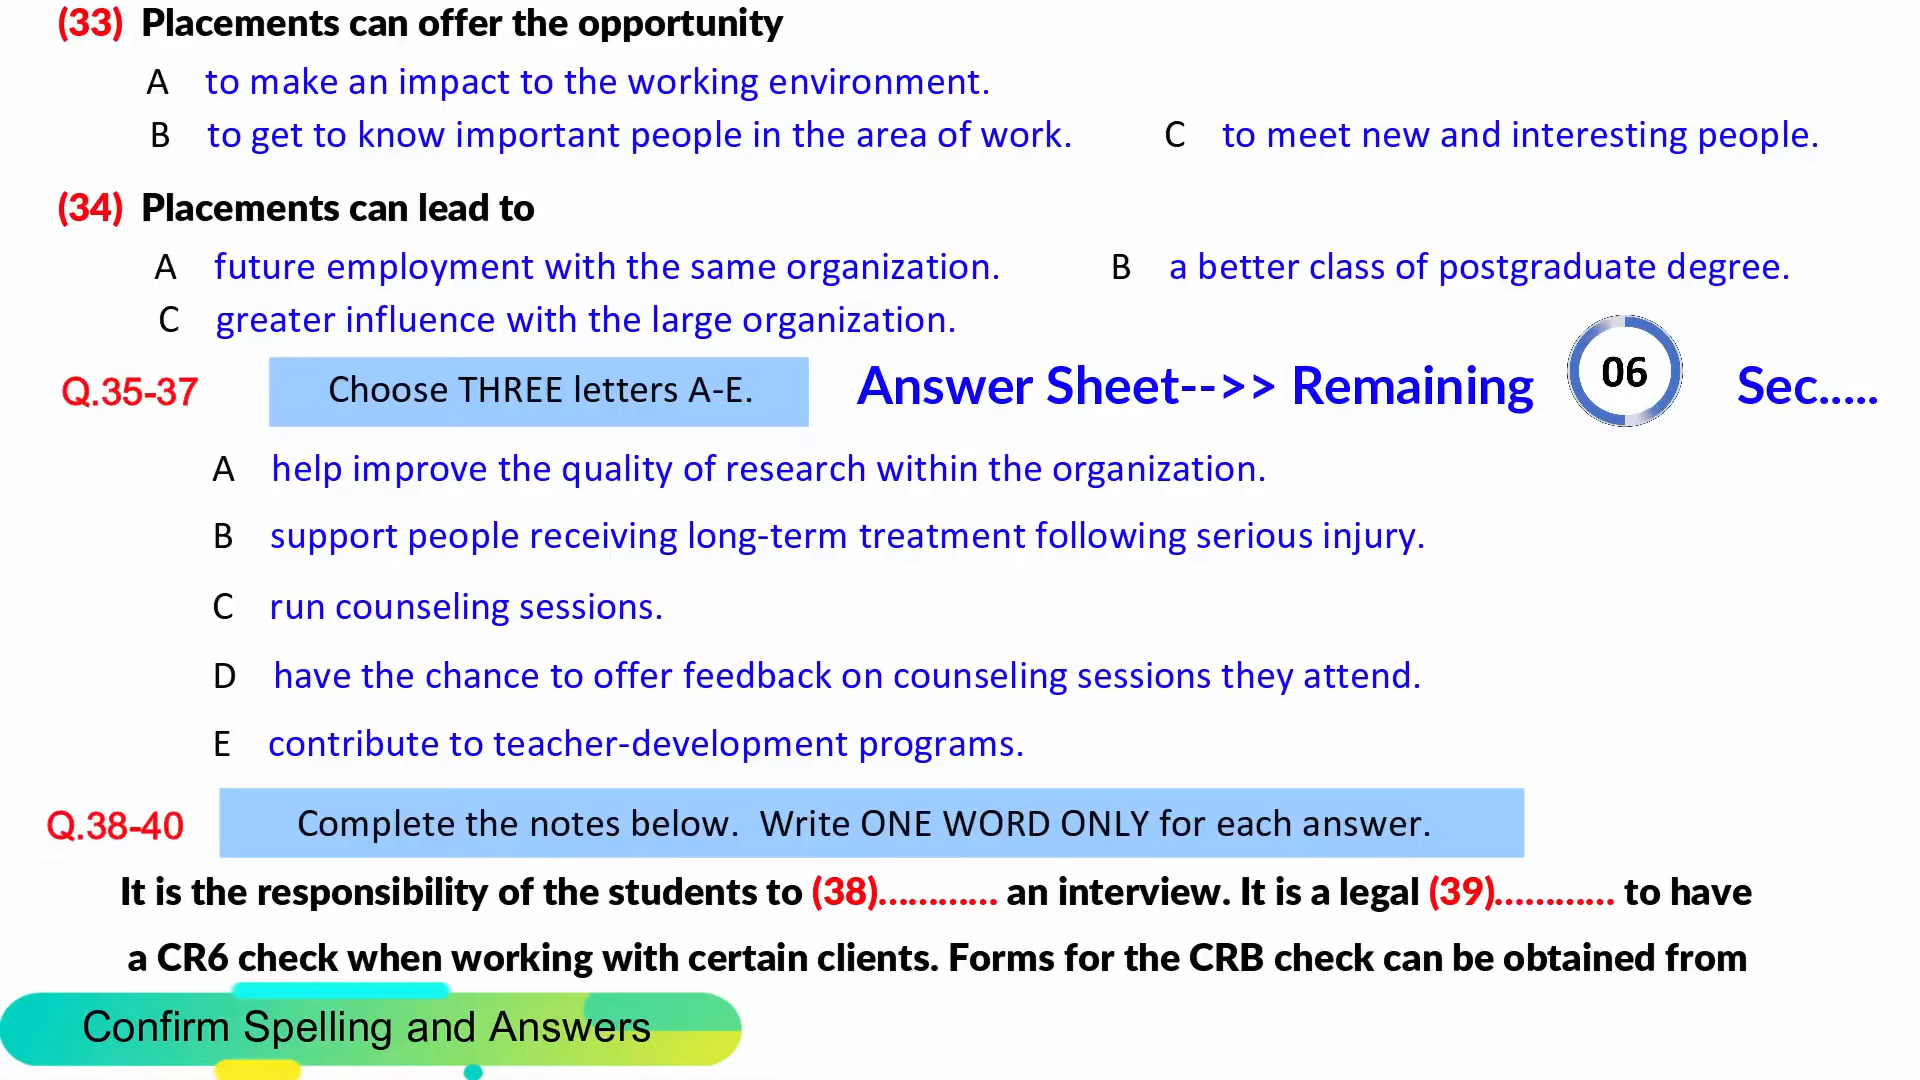 (33) Placements can offer the opportunity
A to make an impact to the working environment.
B to get to know important people in the area of work. C to meet new and interesting people.
(34) Placements can lead to
A future employment with the same organization. B a better class of postgraduate degree.
C greater influence with the large organization.
Q.35-37 Choose THREE letters A-E. Answer Sheet-->> Remaining 06 Sec.....
A help improve the quality of research within the organization.
B support people receiving long-term treatment following serious injury.
C run counseling sessions.
D have the chance to offer feedback on counseling sessions they attend.
E contribute to teacher-development programs.
Q.38-40 Complete the notes below. Write ONE WORD ONLY for each answer.
It is the responsibility of the students to (38)............ an interview. It is a legal (39)............ to have
a CR6 check when working with certain clients. Forms for the CRB check can be obtained from
Confirm Spelling and Answers